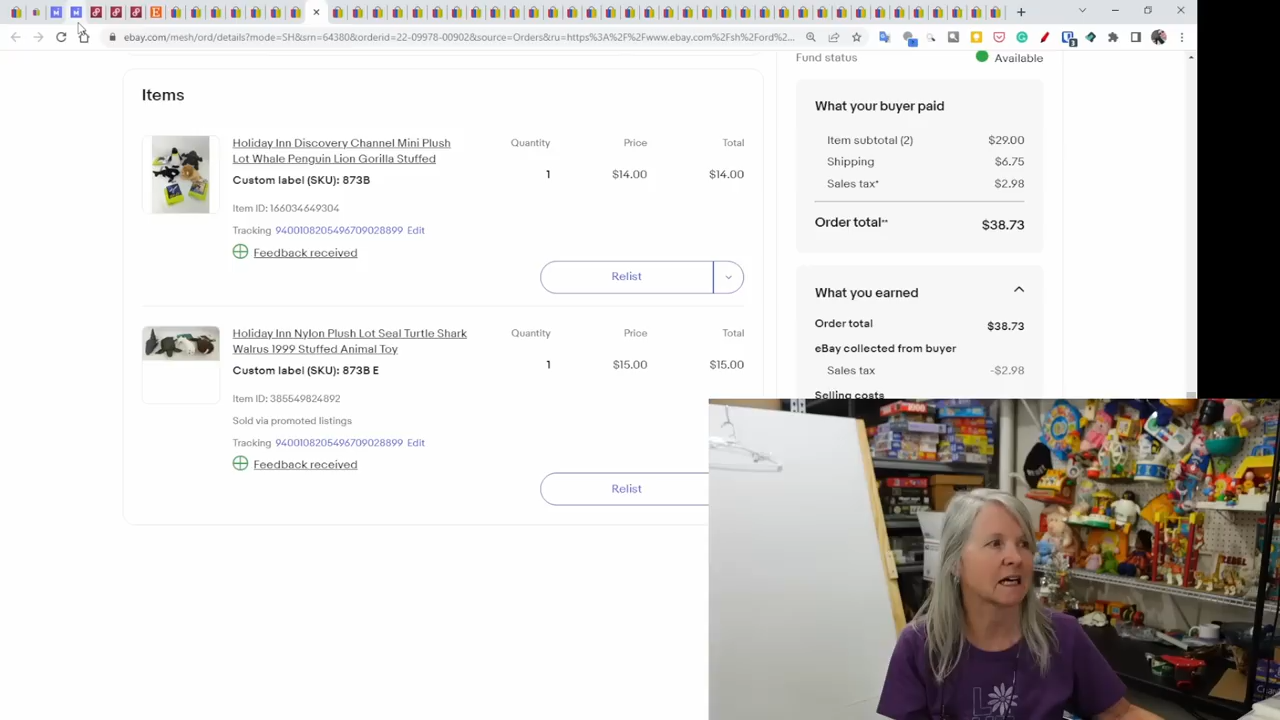 ebay.com/mesh/ord/details?mode=SH&srn=64380&orderid=22-09978-00902&source=Orders&ru=https%3A%2F%2Fwww.ebay.com%2Fsh%2Ford%2...
Fund status
Available
Items
Holiday Inn Discovery Channel Mini Plush
Lot Whale Penguin Lion Gorilla Stuffed
Custom label (SKU): 873B
Item ID: 166034649304
Tracking 9400108205496709028899 Edit
Feedback received
Quantity Price Total
1 $14.00 $14.00
Relist
Holiday Inn Nylon Plush Lot Seal Turtle Shark
Walrus 1999 Stuffed Animal Toy
Custom label (SKU): 873B E
Item ID: 385549824892
Sold via promoted listings
Tracking 9400108205496709028899 Edit
Feedback received
Quantity Price Total
1 $15.00 $15.00
Relist
What your buyer paid
Item subtotal (2) $29.00
Shipping $6.75
Sales tax* $2.98
Order total** $38.73
What you earned
Order total $38.73
eBay collected from buyer
Sales tax -$2.98
Selling costs